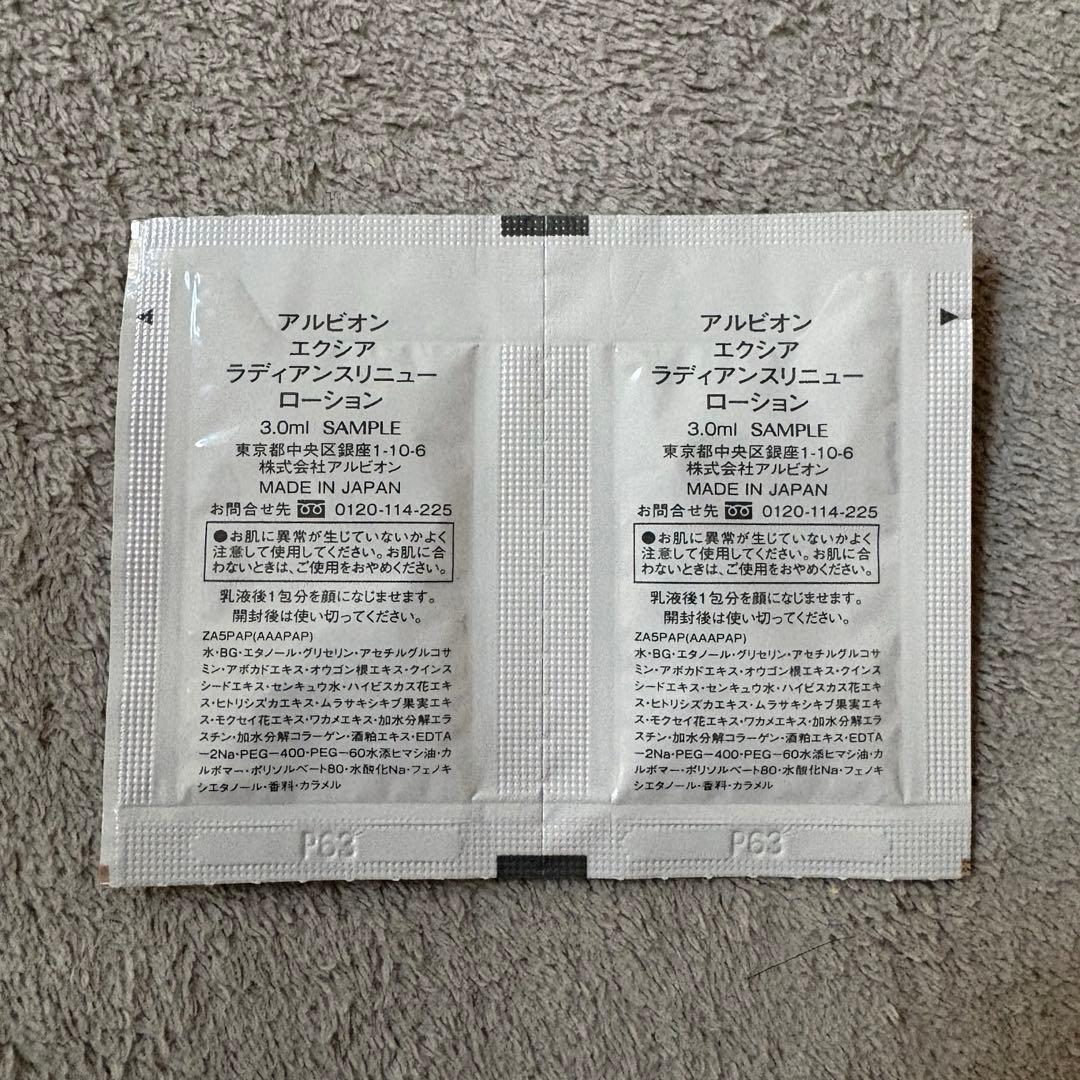 アルビオン
エクシア
ラディアンスリニュー
ローション
3.0ml SAMPLE
東京都中央区銀座1-10-6
株式会社アルビオン
MADE IN JAPAN
お問合せ先 0120-114-225
●お肌に異常が生じていないかよく
注意して使用してください。お肌に合
わないときは、ご使用をおやめください。
乳液後1包分を顔になじませます。
開封後は使い切ってください。
ZA5PAP(AAAPAP)
水・BG・エタノール・グリセリン・アセチルグルコサ
ミン・アボカドエキス・オウゴン根エキス・クインス
シードエキス・センキュウ水・ハイビスカス花エキ
ス・ヒトリシズカエキス・ムラサキシキブ果実エキ
ス・モクセイ花エキス・ワカメエキス・加水分解エラ
スチン・加水分解コラーゲン・酒粕エキス・EDTA
ー2Na・PEGー400・PEGー60水添ヒマシ油・カ
ルボマー・ポリソルベート80・水酸化Na・フェノキ
シエタノール・香料・カラメル
P63
アルビオン
エクシア
ラディアンスリニュー
ローション
3.0ml SAMPLE
東京都中央区銀座1-10-6
株式会社アルビオン
MADE IN JAPAN
お問合せ先 0120-114-225
●お肌に異常が生じていないかよく
注意して使用してください。お肌に合
わないときは、ご使用をおやめください。
乳液後1包分を顔になじませます。
開封後は使い切ってください。
ZA5PAP(AAAPAP)
水・BG・エタノール・グリセリン・アセチルグルコサ
ミン・アボカドエキス・オウゴン根エキス・クインス
シードエキス・センキュウ水・ハイビスカス花エキ
ス・ヒトリシズカエキス・ムラサキシキブ果実エキ
ス・モクセイ花エキス・ワカメエキス・加水分解エラ
スチン・加水分解コラーゲン・酒粕エキス・EDTA
ー2Na・PEGー400・PEGー60水添ヒマシ油・カ
ルボマー・ポリソルベート80・水酸化Na・フェノキ
シエタノール・香料・カラメル
P63